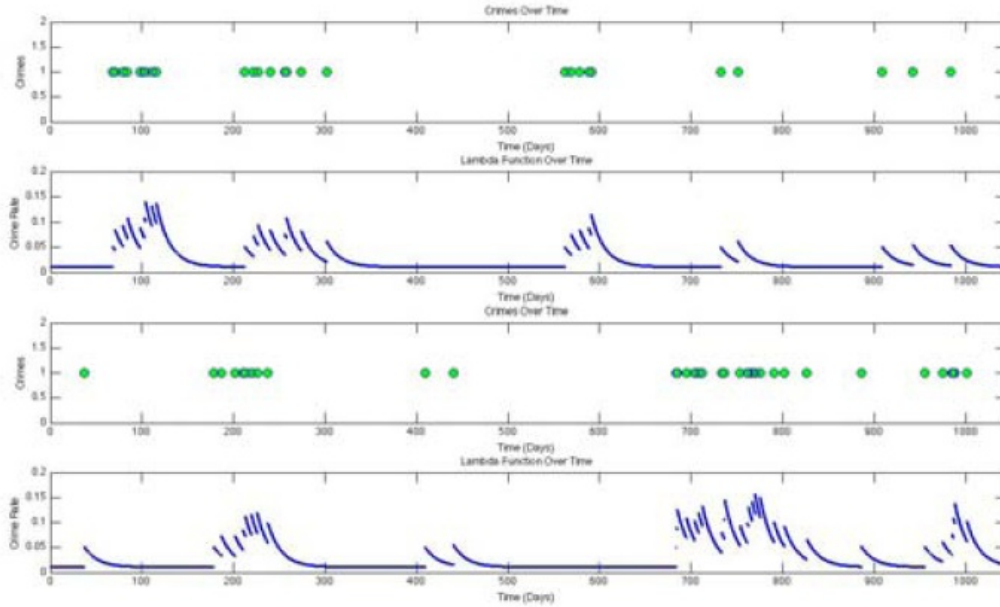 Crimes Over Time
2
1.5
Crimes
1
0.5
0
0 100 200 300 400 500 600 700 800 900 1000
Time (Days)
Lambda Function Over Time
0.2
0.15
Crime Rate
0.1
0.05
0
0 100 200 300 400 500 600 700 800 900 1000
Time (Days)
Crimes Over Time
2
1.5
Crimes
1
0.5
0
0 100 200 300 400 500 600 700 800 900 1000
Time (Days)
Lambda Function Over Time
0.2
0.15
Crime Rate
0.1
0.05
0
0 100 200 300 400 500 600 700 800 900 1000
Time (Days)